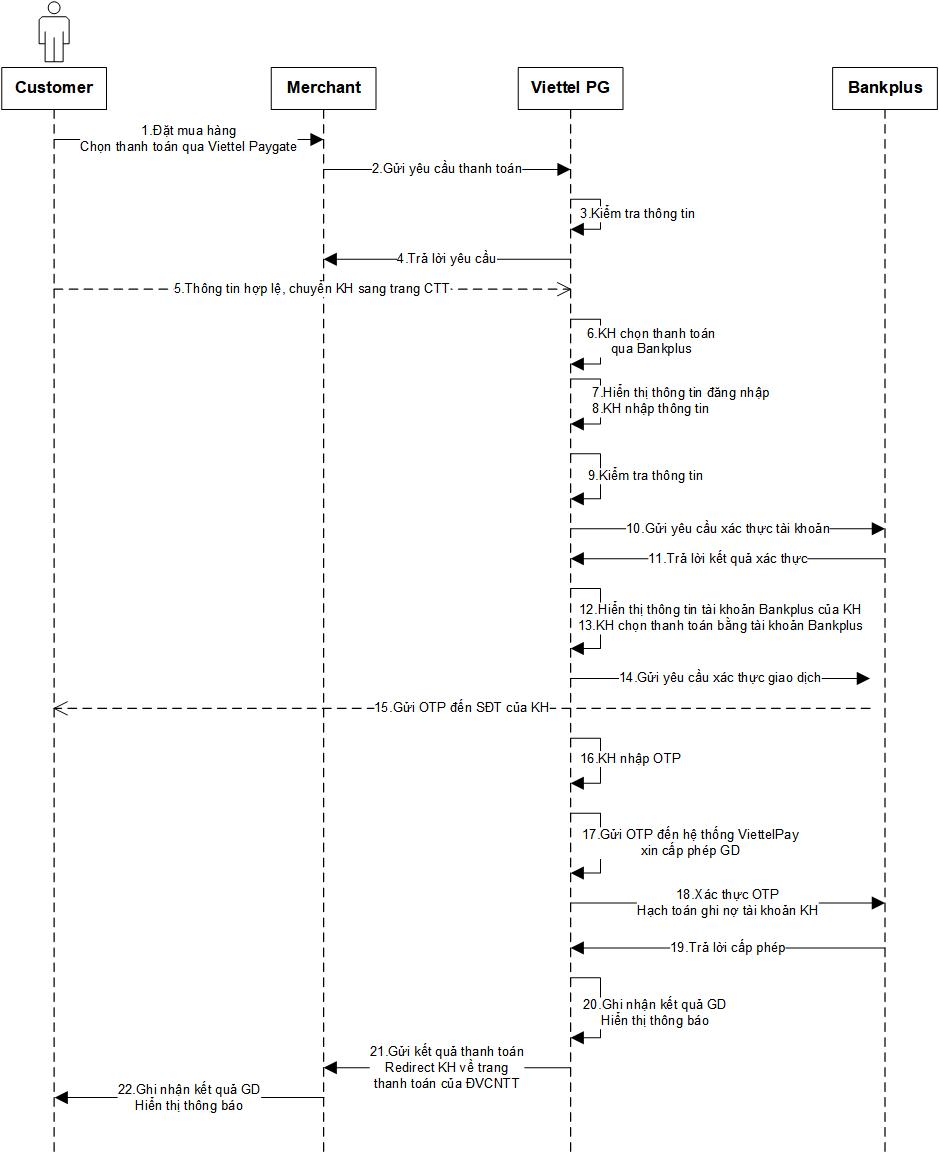 Customer
Merchant
Viettel PG
Bankplus
1.Đặt mua hàng
Chọn thanh toán qua Viettel Paygate
2.Gửi yêu cầu thanh toán
3.Kiểm tra thông tin
4.Trả lời yêu cầu
5.Thông tin hợp lệ, chuyển KH sang trang CTT
6.KH chọn thanh toán
qua Bankplus
7.Hiển thị thông tin đăng nhập
8.KH nhập thông tin
9.Kiểm tra thông tin
10.Gửi yêu cầu xác thực tài khoản
11.Trả lời kết quả xác thực
12.Hiển thị thông tin tài khoản Bankplus của KH
13.KH chọn thanh toán bằng tài khoản Bankplus
14.Gửi yêu cầu xác thực giao dịch
15.Gửi OTP đến SĐT của KH
16.KH nhập OTP
17.Gửi OTP đến hệ thống ViettelPay
xin cấp phép GD
18.Xác thực OTP
Hạch toán ghi nợ tài khoản KH
19.Trả lời cấp phép
20.Ghi nhận kết quả GD
Hiển thị thông báo
21.Gửi kết quả thanh toán
Redirect KH về trang
thanh toán của ĐVCNTT
22.Ghi nhận kết quả GD
Hiển thị thông báo